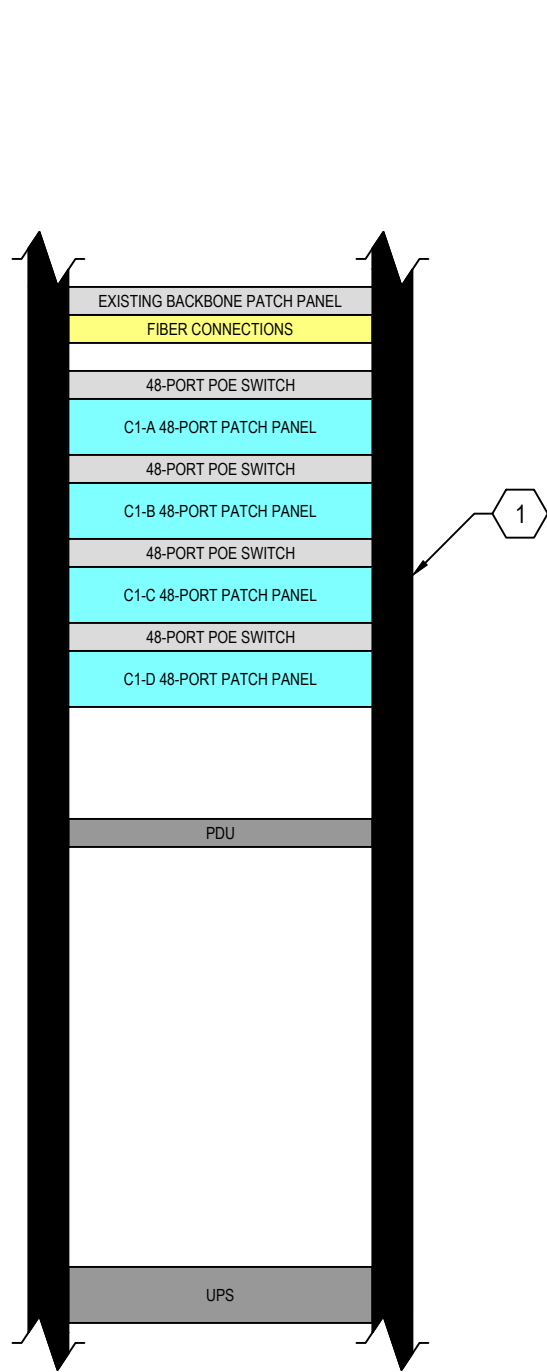 EXISTING BACKBONE PATCH PANEL
FIBER CONNECTIONS
48-PORT POE SWITCH
C1-A 48-PORT PATCH PANEL
48-PORT POE SWITCH
C1-B 48-PORT PATCH PANEL
1
48-PORT POE SWITCH
C1-C 48-PORT PATCH PANEL
48-PORT POE SWITCH
C1-D 48-PORT PATCH PANEL
PDU
UPS